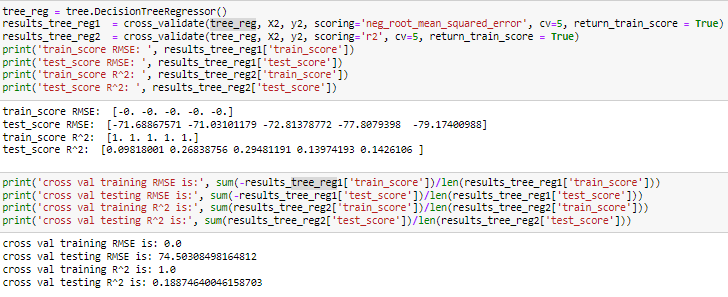 tree_reg = tree.DecisionTreeRegressor()
results_tree_reg1  = cross_validate(tree_reg, X2, y2, scoring='neg_root_mean_squared_error', cv=5, return_train_score = True)
results_tree_reg2  = cross_validate(tree_reg, X2, y2, scoring='r2', cv=5, return_train_score = True)
print('train_score RMSE: ', results_tree_reg1['train_score'])
print('test_score RMSE: ', results_tree_reg1['test_score'])
print('train_score R^2: ', results_tree_reg2['train_score'])
print('test_score R^2: ', results_tree_reg2['test_score'])
train_score RMSE:  [-0. -0. -0. -0. -0.]
test_score RMSE:  [-71.68867571 -71.03101179 -72.81378772 -77.8079398  -79.17400988]
train_score R^2:  [1. 1. 1. 1. 1.]
test_score R^2:  [0.09818001 0.26838756 0.29481191 0.13974193 0.1426106 ]
print('cross val training RMSE is:', sum(-results_tree_reg1['train_score'])/len(results_tree_reg1['train_score']))
print('cross val testing RMSE is:', sum(-results_tree_reg1['test_score'])/len(results_tree_reg1['test_score']))
print('cross val training R^2 is:', sum(results_tree_reg2['train_score'])/len(results_tree_reg2['train_score']))
print('cross val testing R^2 is:', sum(results_tree_reg2['test_score'])/len(results_tree_reg2['test_score']))
cross val training RMSE is: 0.0
cross val testing RMSE is: 74.50308498164812
cross val training R^2 is: 1.0
cross val testing R^2 is: 0.18874640046158703